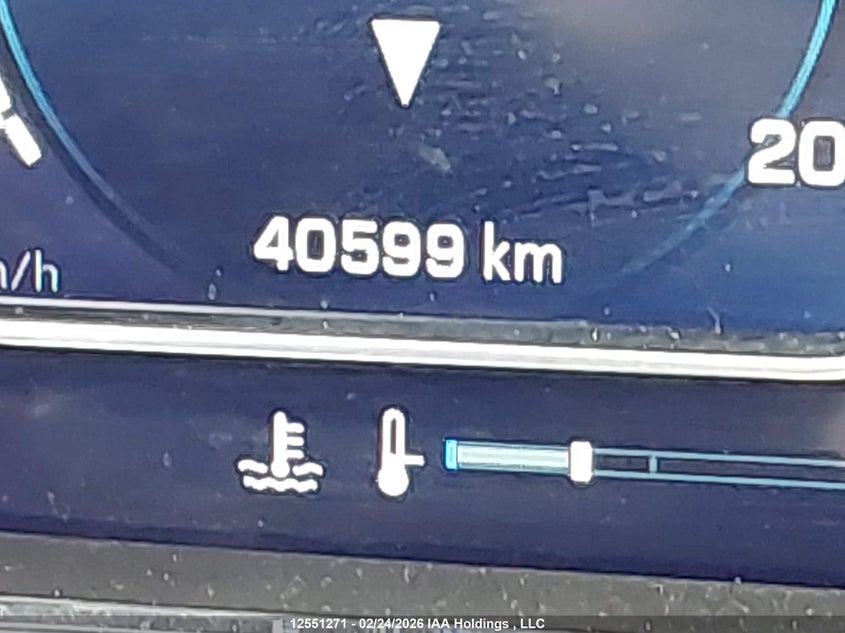 20
40599 km
/h
12551271 - 02/24/2026 IAA Holdings , LLC